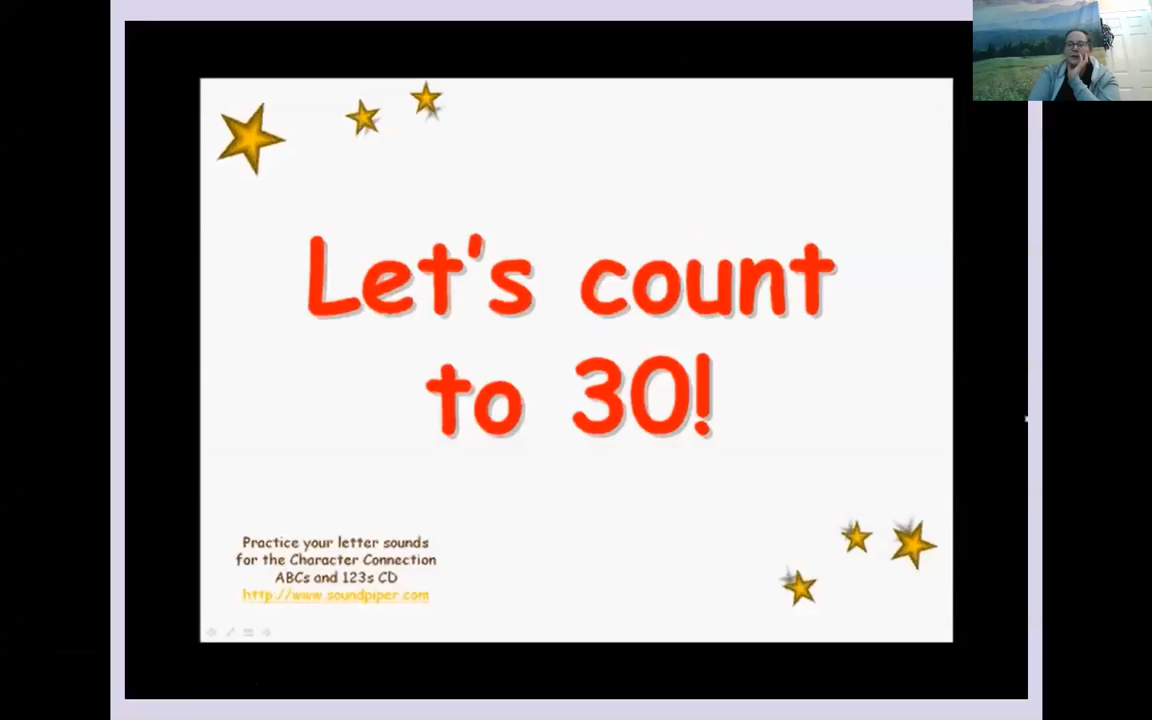 Let's count
to 30!
Practice your letter sounds
for the Character Connection
ABCs and 123s CD
http://www.soundpiper.com